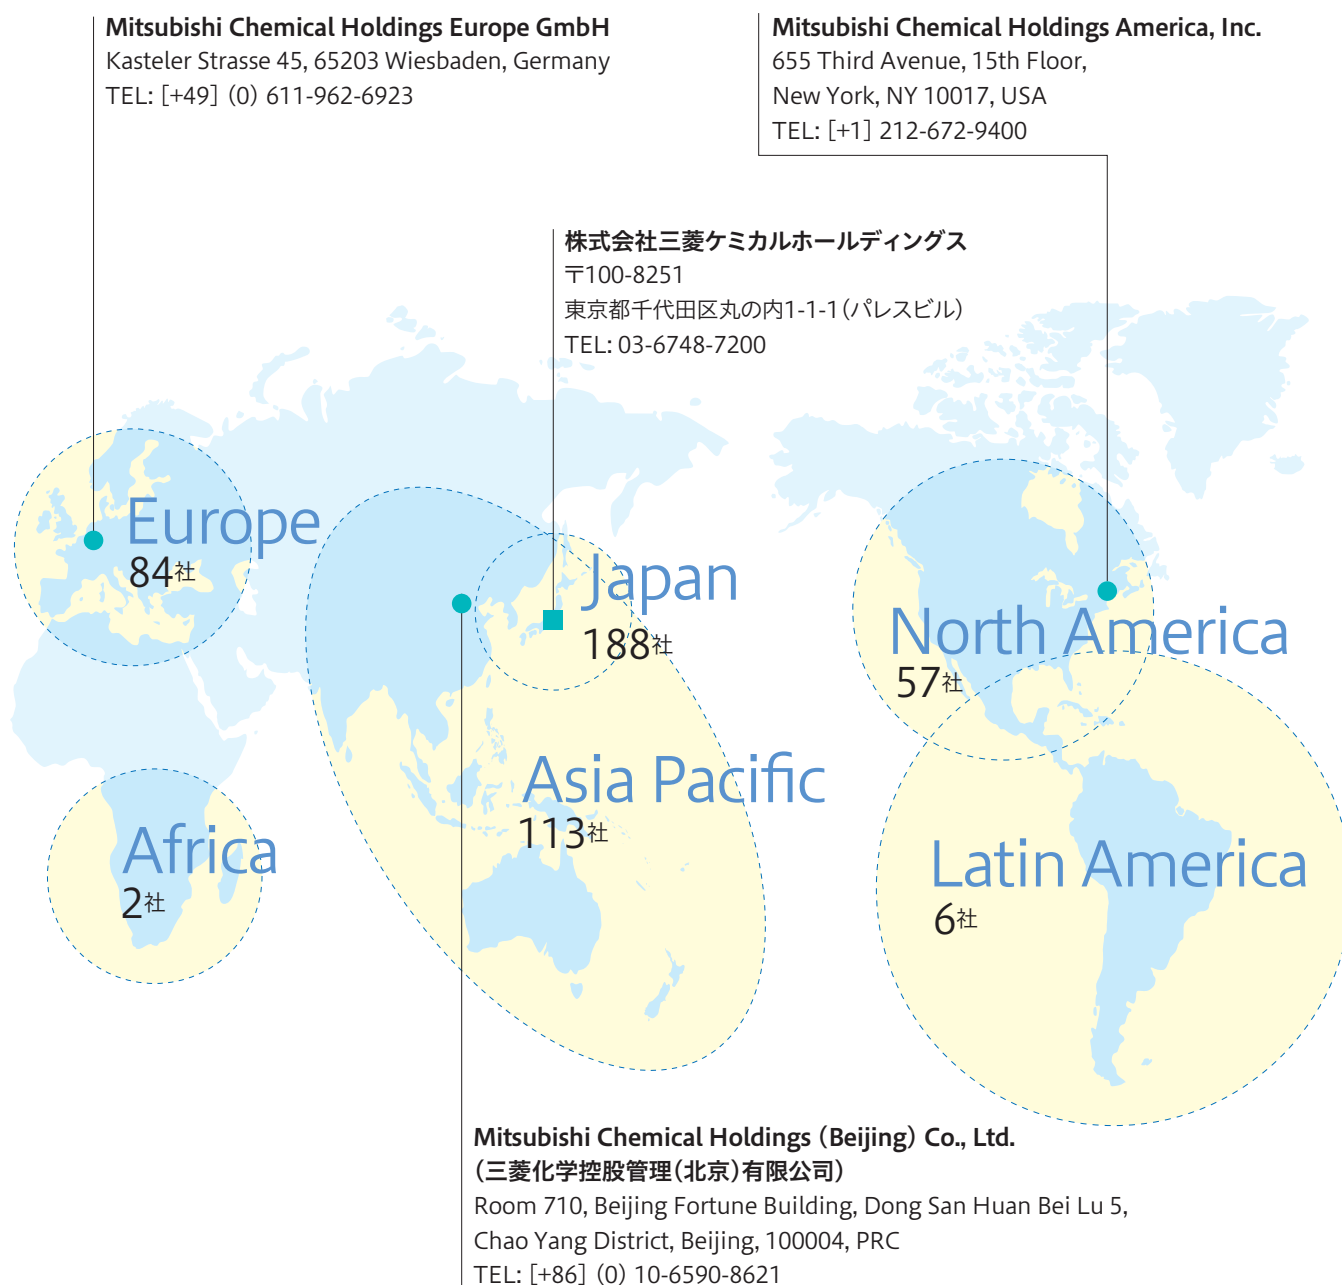 Mitsubishi Chemical Holdings Europe GmbH
Kasteler Strasse 45, 65203 Wiesbaden, Germany
TEL: [+49] (0) 611-962-6923
Mitsubishi Chemical Holdings America, Inc.
655 Third Avenue, 15th Floor,
New York, NY 10017, USA
TEL: [+1] 212-672-9400
株式会社三菱ケミカルホールディングス
〒100-8251
東京都千代田区丸の内1-1-1（パレスビル）
TEL: 03-6748-7200
Europe
84社
Japan
188社
North America
57社
Asia Pacific
113社
Africa
2社
Latin America
6社
Mitsubishi Chemical Holdings (Beijing) Co., Ltd.
（三菱化学控股管理（北京）有限公司）
Room 710, Beijing Fortune Building, Dong San Huan Bei Lu 5,
Chao Yang District, Beijing, 100004, PRC
TEL: [+86] (0) 10-6590-8621